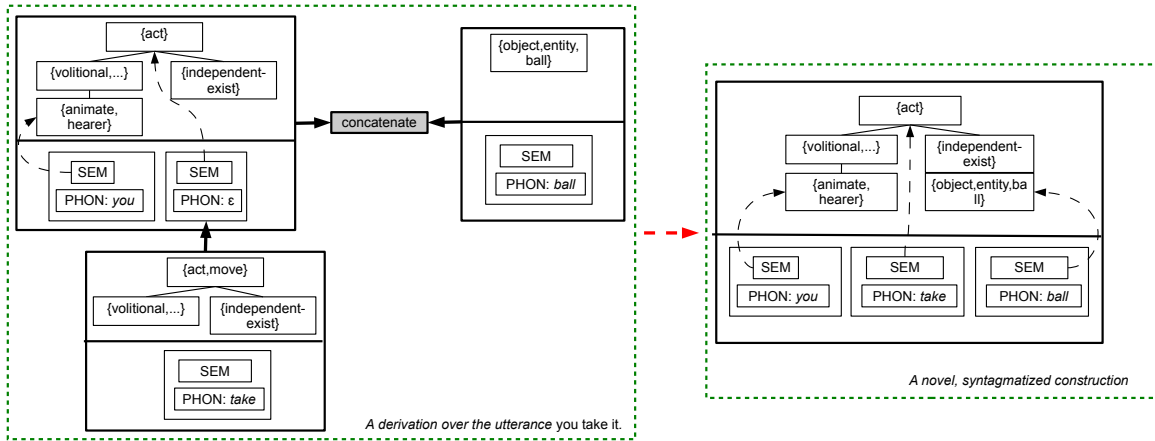 {act}
{volitional,...}
{independent-
exist}
{animate,
hearer}
SEM
PHON: you
SEM
PHON: ε
concatenate
{object,entity,
ball}
SEM
PHON: ball
{act,move}
{volitional,...}
{independent-
exist}
SEM
PHON: take
A derivation over the utterance you take it.
{act}
{volitional,...}
{independent-
exist}
{animate,
hearer}
{object,entity,ba
ll}
SEM
PHON: you
SEM
PHON: take
SEM
PHON: ball
A novel, syntagmatized construction